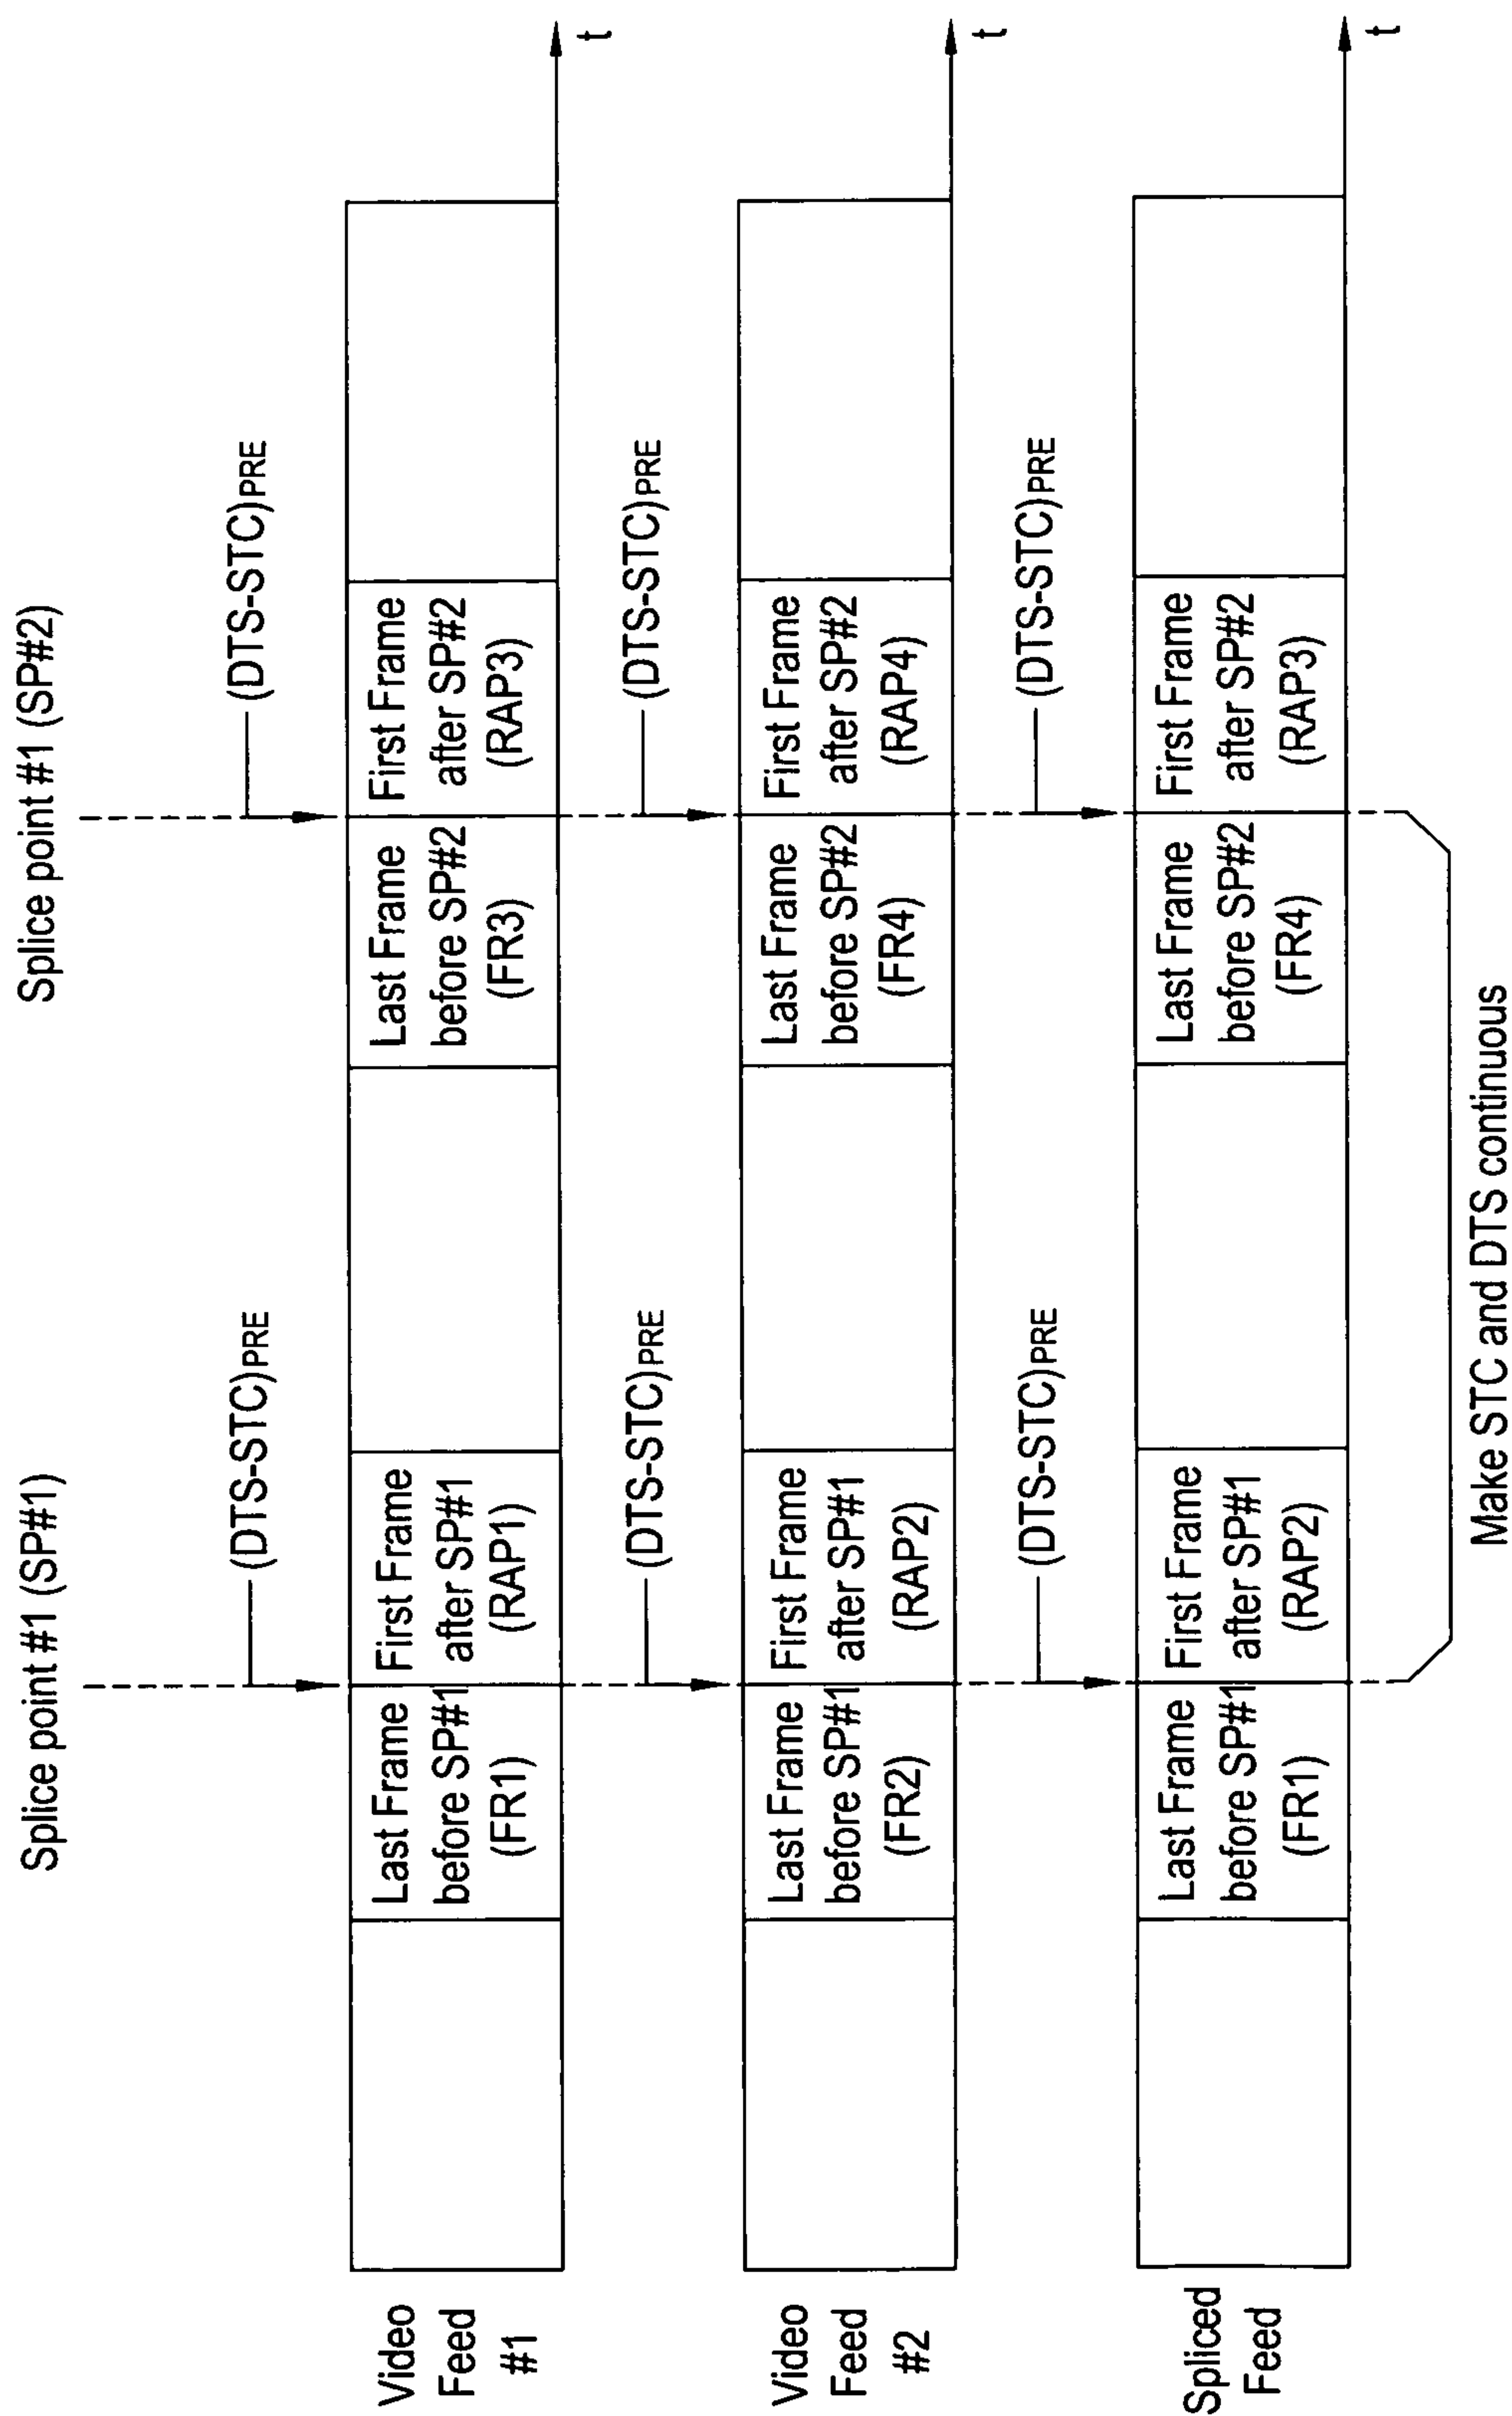 Splice point #1 (SP#1)
Splice point #1 (SP#2)
(DTS-STC)PRE
(DTS-STC)PRE
Video
Feed
#1
Last Frame
before SP#1
(FR1)
First Frame
after SP#1
(RAP1)
Last Frame
before SP#2
(FR3)
First Frame
after SP#2
(RAP3)
t
(DTS-STC)PRE
(DTS-STC)PRE
Video
Feed
#2
Last Frame
before SP#1
(FR2)
First Frame
after SP#1
(RAP2)
Last Frame
before SP#2
(FR4)
First Frame
after SP#2
(RAP4)
t
(DTS-STC)PRE
(DTS-STC)PRE
Spliced
Feed
Last Frame
before SP#1
(FR1)
First Frame
after SP#1
(RAP2)
Last Frame
before SP#2
(FR4)
First Frame
after SP#2
(RAP3)
t
Make STC and DTS continuous